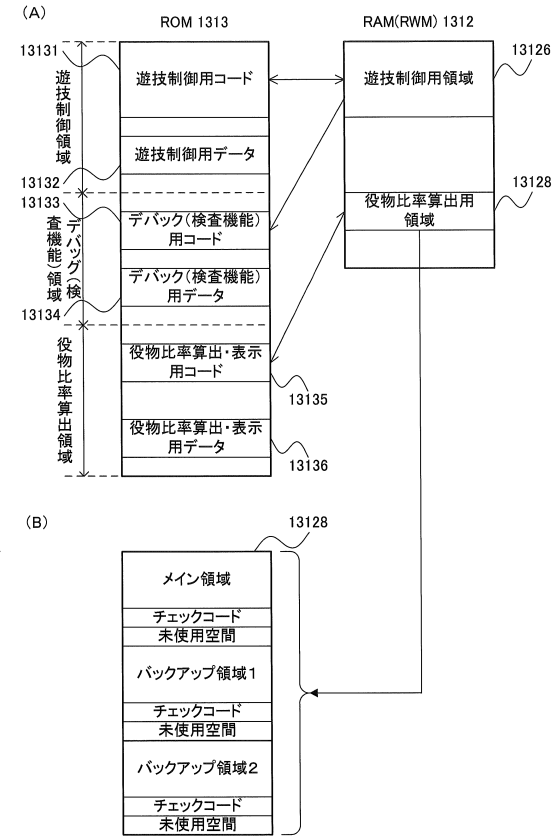 (A)
ROM 1313
RAM(RWM) 1312
13131
遊技制御領域
遊技制御用コード
遊技制御用データ
13132
13133
デバッグ(検
査機能)領域
デバック(検査機能)
用コード
デバック(検査機能)
用データ
13134
役物比率算出領域
役物比率算出・表示
用コード
13135
役物比率算出・表示
用データ
13136
遊技制御用領域
13126
役物比率算出用
領域
13128
(B)
13128
メイン領域
チェックコード
未使用空間
バックアップ領域1
チェックコード
未使用空間
バックアップ領域2
チェックコード
未使用空間